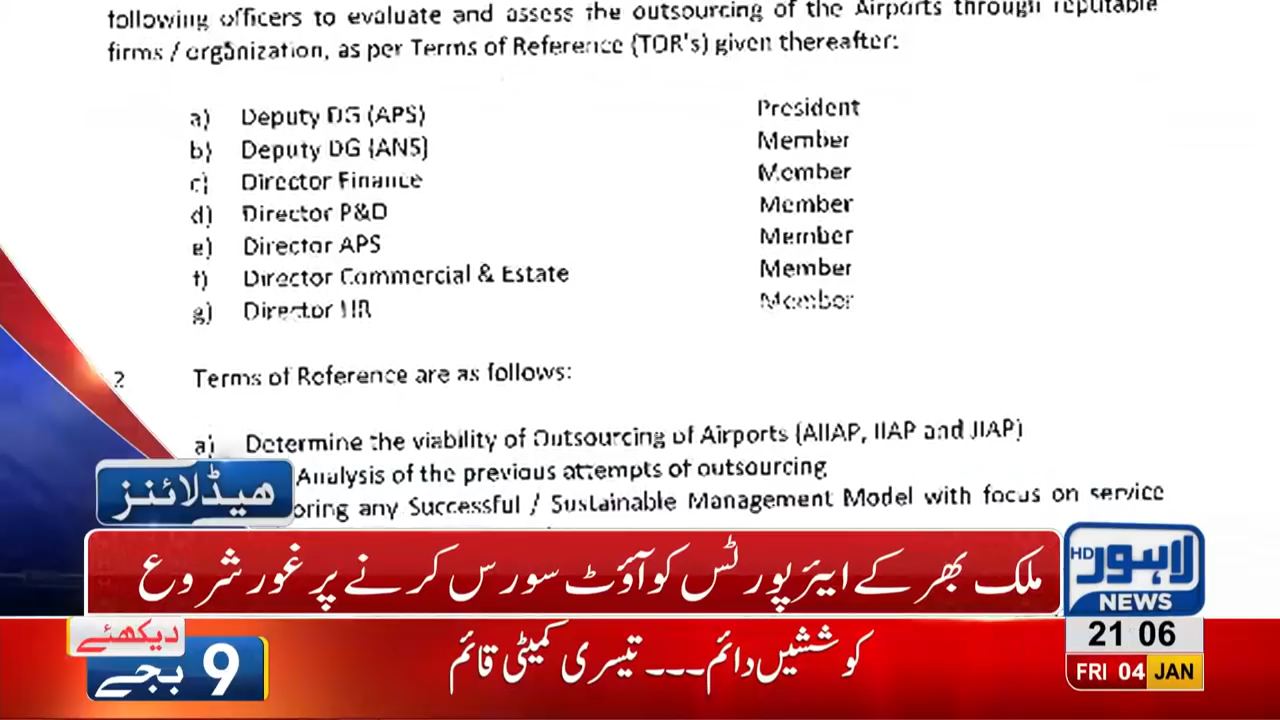 following officers to evaluate and assess the outsourcing of the Airports through reputable
firms / organization, as per Terms of Reference (TOR's) given thereafter:
a) Deputy DG (APS) President
b) Deputy DG (ANS) Member
c) Director Finance Member
d) Director P&D Member
e) Director APS Member
f) Director Commercial & Estate Member
g) Director HR Member
2 Terms of Reference are as follows:
a) Determine the viability of Outsourcing of Airports (AIIAP, IIAP and JIAP)
Analysis of the previous attempts of outsourcing
oring any Successful / Sustainable Management Model with focus on service
ہیڈلائنز
ملک بھر کے ایئرپورٹس کو آؤٹ سورس کرنے پر غور شروع
HD لاہور
NEWS
کوششیں دائم۔۔۔ تیسری کمیٹی قائم
دیکھئے
9 بجے
21 06
FRI 04 JAN